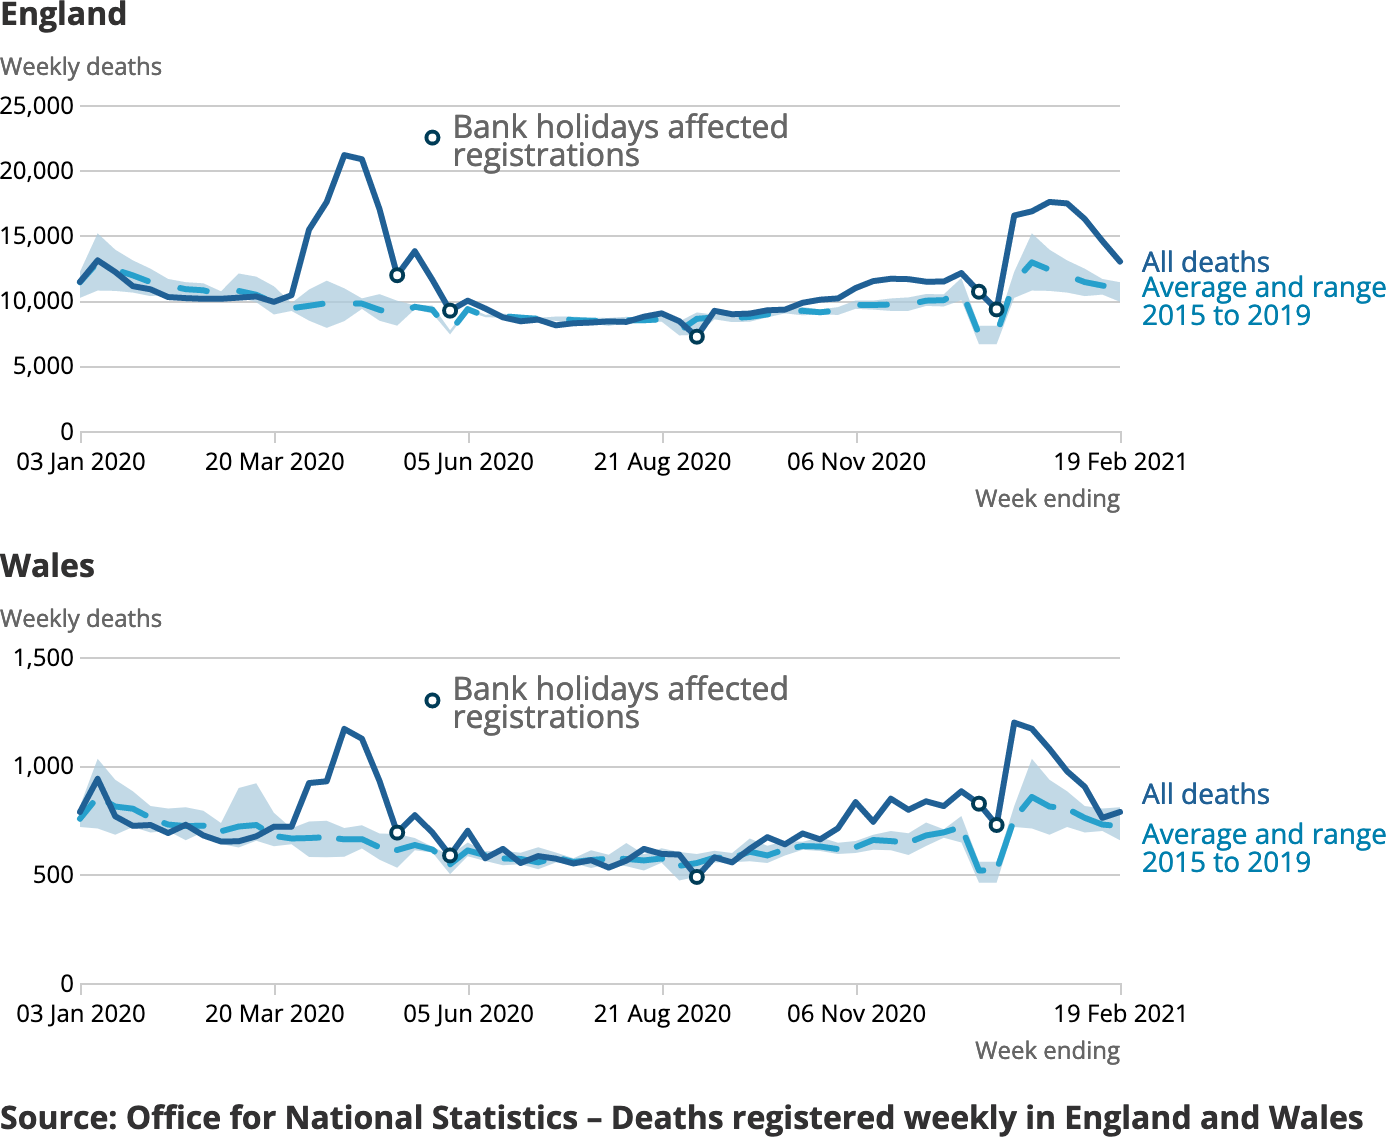 England
Weekly deaths
25,000
Bank holidays affected
registrations
20,000
15,000
All deaths
Average and range
2015 to 2019
10,000
5,000
0
03 Jan 2020 20 Mar 2020 05 Jun 2020 21 Aug 2020 06 Nov 2020 19 Feb 2021
Week ending
Wales
Weekly deaths
1,500
Bank holidays affected
registrations
1,000
All deaths
Average and range
2015 to 2019
500
0
03 Jan 2020 20 Mar 2020 05 Jun 2020 21 Aug 2020 06 Nov 2020 19 Feb 2021
Week ending
Source: Office for National Statistics – Deaths registered weekly in England and Wales